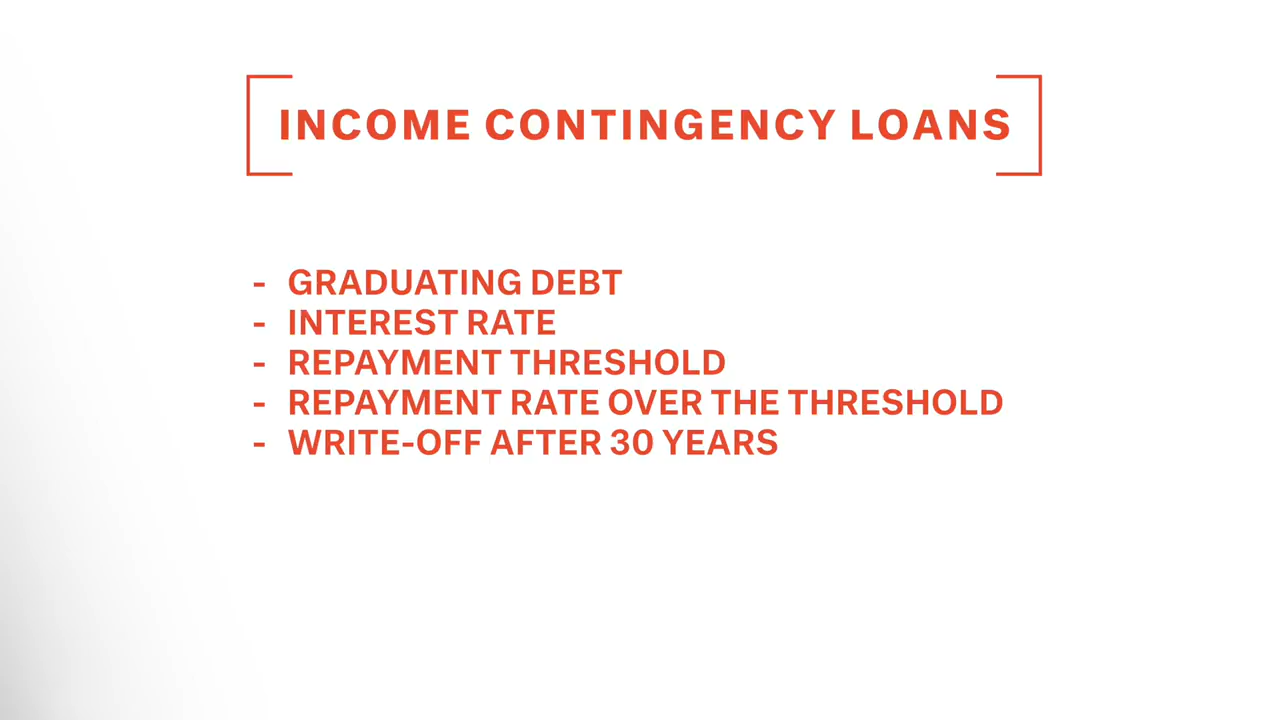 INCOME CONTINGENCY LOANS
- GRADUATING DEBT
- INTEREST RATE
- REPAYMENT THRESHOLD
- REPAYMENT RATE OVER THE THRESHOLD
- WRITE-OFF AFTER 30 YEARS